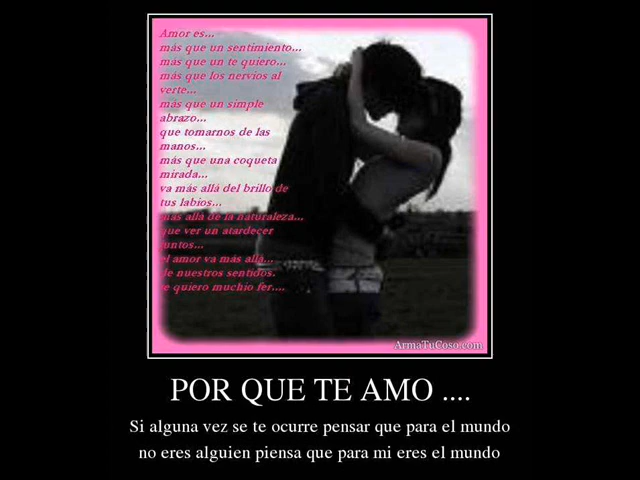 Amor es...
más que un sentimiento...
más que un te quiero...
más que los nervios al
verte...
más que un simple
abrazo...
que tomarnos de las
manos...
más que una coqueta
mirada...
va más allá del brillo de
tus labios...
más allá de la naturaleza...
que ver un atardecer
juntos...
el amor va más allá...
de nuestros sentidos.
te quiero muchio fer....
ArmaTuCoso.com
POR QUE TE AMO ....
Si alguna vez se te ocurre pensar que para el mundo
no eres alguien piensa que para mi eres el mundo